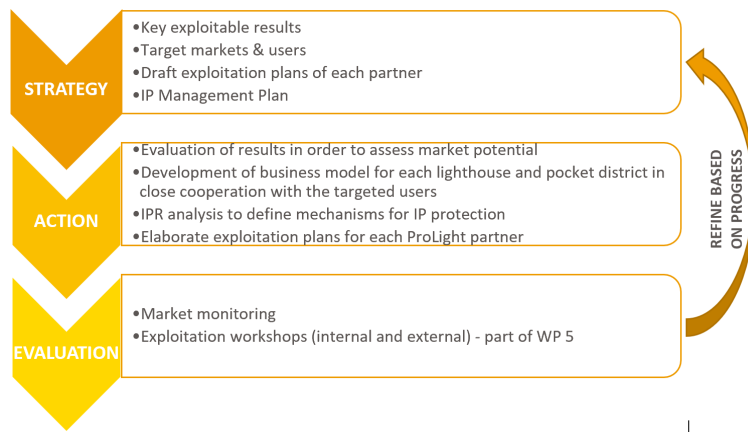 STRATEGY
•Key exploitable results
•Target markets & users
•Draft exploitation plans of each partner
•IP Management Plan
ACTION
•Evaluation of results in order to assess market potential
•Development of business model for each lighthouse and pocket district in
close cooperation with the targeted users
•IPR analysis to define mechanisms for IP protection
•Elaborate exploitation plans for each ProLight partner
EVALUATION
•Market monitoring
•Exploitation workshops (internal and external) - part of WP 5
REFINE BASED
ON PROGRESS